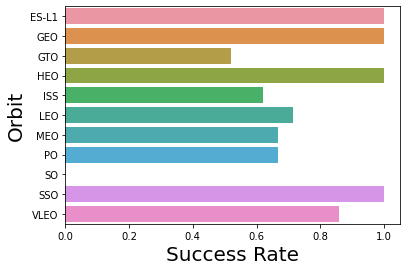 Orbit
ES-L1
GEO
GTO
HEO
ISS
LEO
MEO
PO
SO
SSO
VLEO
0.0 0.2 0.4 0.6 0.8 1.0
Success Rate